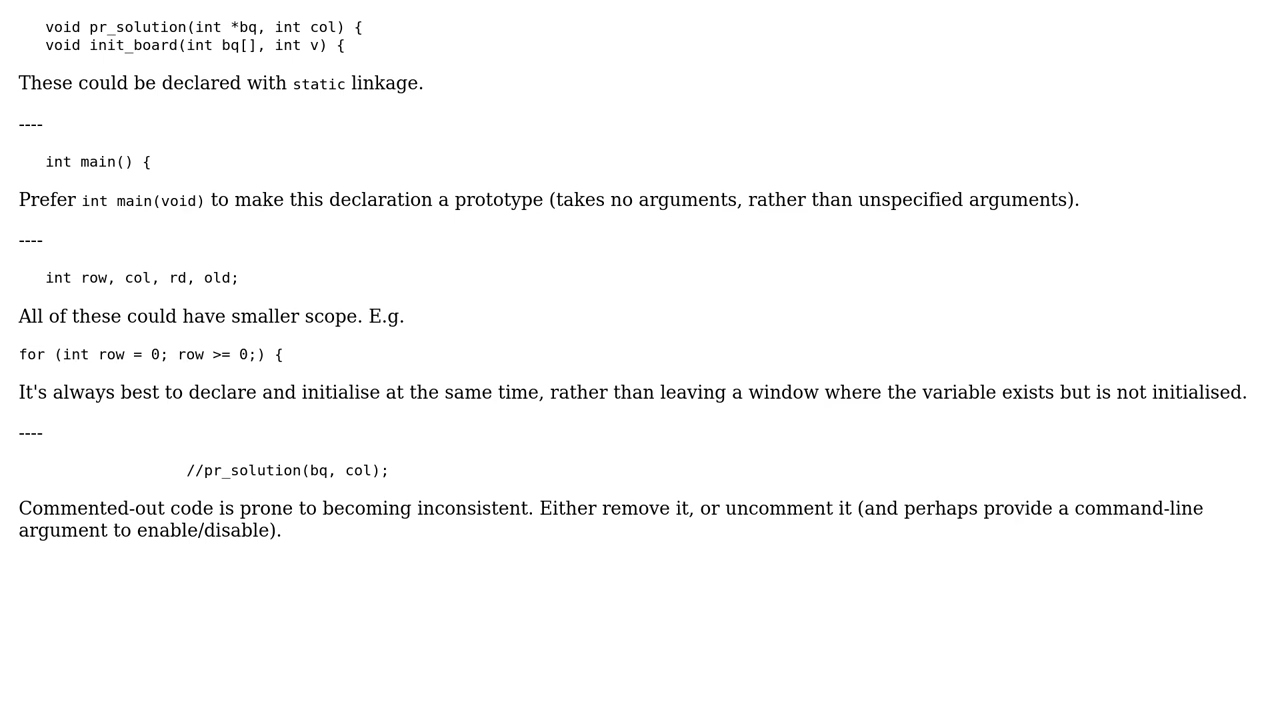 void pr_solution(int *bq, int col) {
void init_board(int bq[], int v) {
These could be declared with static linkage.
----
int main() {
Prefer int main(void) to make this declaration a prototype (takes no arguments, rather than unspecified arguments).
----
int row, col, rd, old;
All of these could have smaller scope. E.g.
for (int row = 0; row >= 0;) {
It's always best to declare and initialise at the same time, rather than leaving a window where the variable exists but is not initialised.
----
//pr_solution(bq, col);
Commented-out code is prone to becoming inconsistent. Either remove it, or uncomment it (and perhaps provide a command-line
argument to enable/disable).